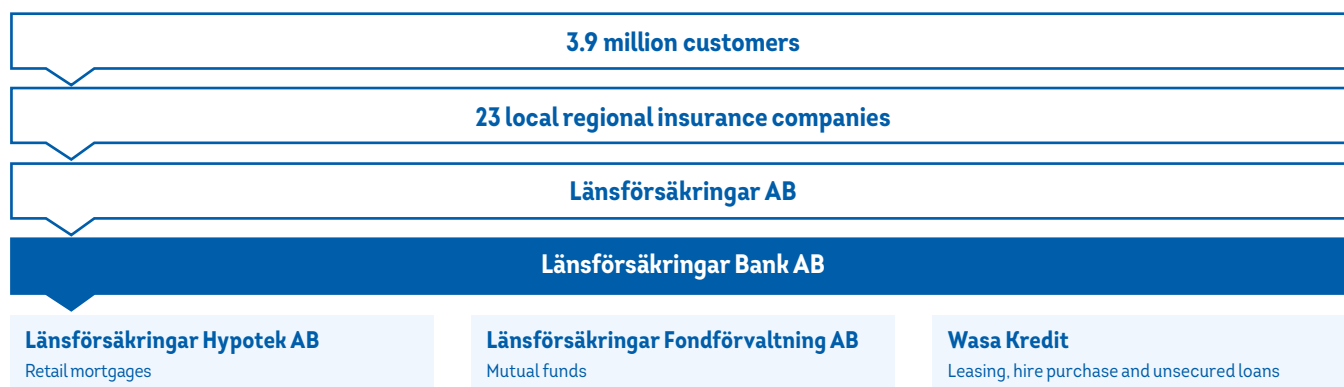 3.9 million customers
23 local regional insurance companies
Länsförsäkringar AB
Länsförsäkringar Bank AB
Länsförsäkringar Hypotek AB
Retail mortgages
Länsförsäkringar Fondförvaltning AB
Mutual funds
Wasa Kredit
Leasing, hire purchase and unsecured loans